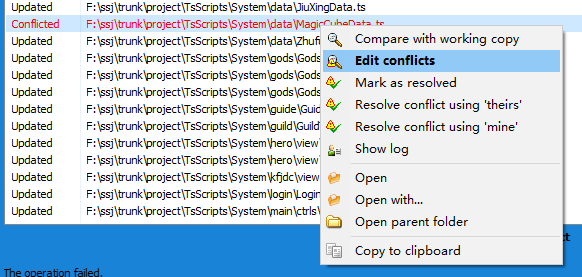 Updated F:\ssj\trunk\project\TsScripts\System\data\JiuXingData.ts
Conflicted F:\ssj\trunk\project\TsScripts\System\data\MagicCubeData.ts
Updated F:\ssj\trunk\project\TsScripts\System\data\Zhufu
Updated F:\ssj\trunk\project\TsScripts\System\gods\Gods
Updated F:\ssj\trunk\project\TsScripts\System\gods\Gods
Updated F:\ssj\trunk\project\TsScripts\System\gods\Gods
Updated F:\ssj\trunk\project\TsScripts\System\guide\Gu
Updated F:\ssj\trunk\project\TsScripts\System\guild\Guild
Updated F:\ssj\trunk\project\TsScripts\System\hero\view
Updated F:\ssj\trunk\project\TsScripts\System\hero\view
Updated F:\ssj\trunk\project\TsScripts\System\kfjdc\view
Updated F:\ssj\trunk\project\TsScripts\System\login\Login
Updated F:\ssj\trunk\project\TsScripts\System\main\ctrls\
Compare with working copy
Edit conflicts
Mark as resolved
Resolve conflict using 'theirs'
Resolve conflict using 'mine'
Show log
Open
Open with...
Open parent folder
Copy to clipboard
The operation failed.